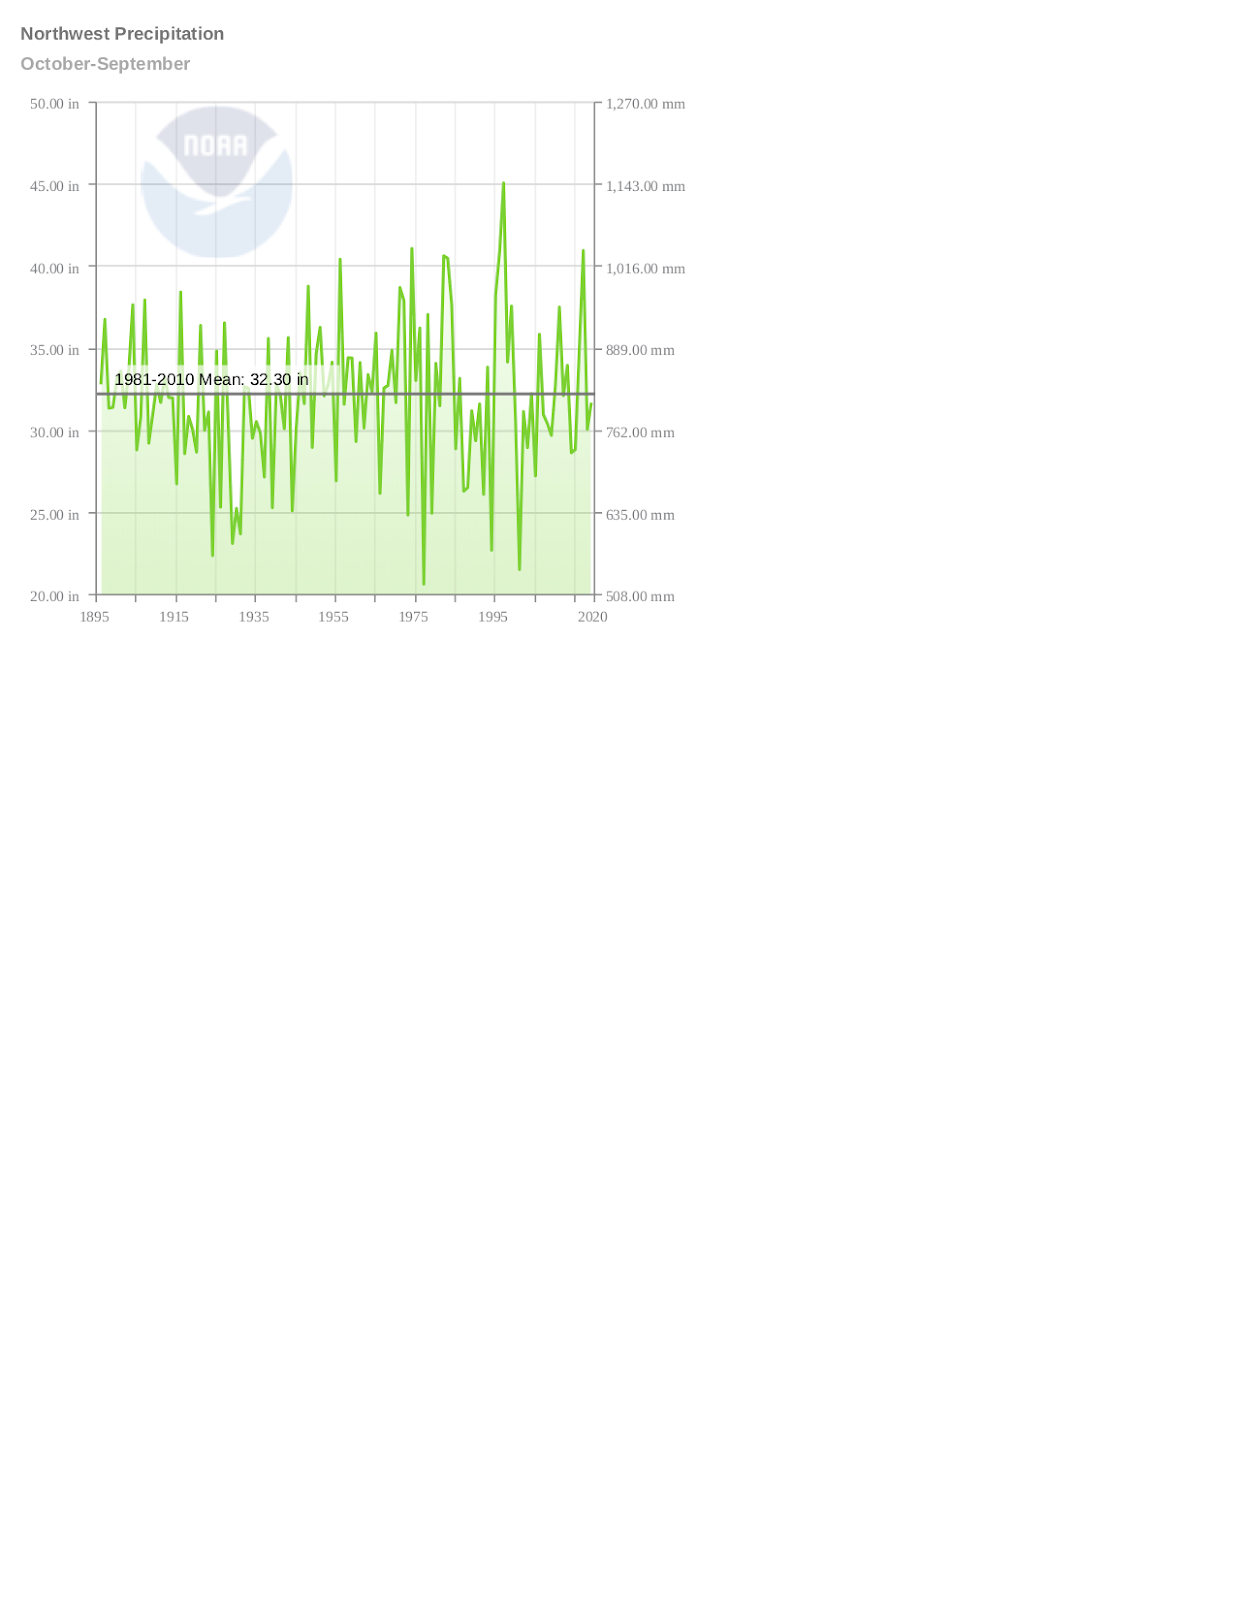 Northwest Precipitation
October-September
50.00 in
1,270.00 mm
NOAA
45.00 in
1,143.00 mm
40.00 in
1,016.00 mm
35.00 in
889.00 mm
1981-2010 Mean: 32.30 in
30.00 in
762.00 mm
25.00 in
635.00 mm
20.00 in
508.00 mm
1895 1915 1935 1955 1975 1995 2020